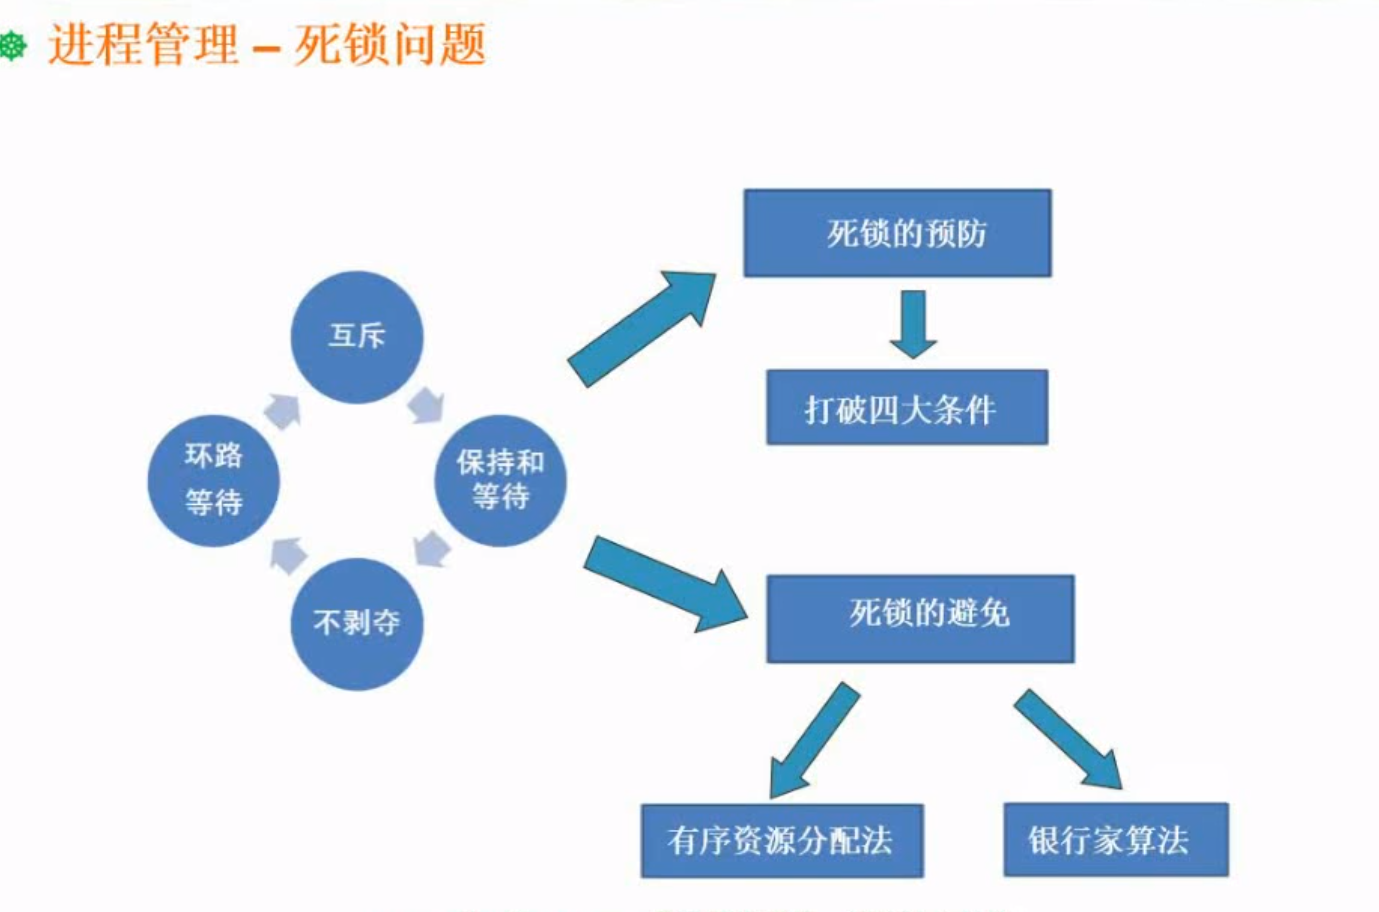 进程管理 – 死锁问题
死锁的预防
打破四大条件
互斥
保持和
等待
不剥夺
环路
等待
死锁的避免
有序资源分配法
银行家算法